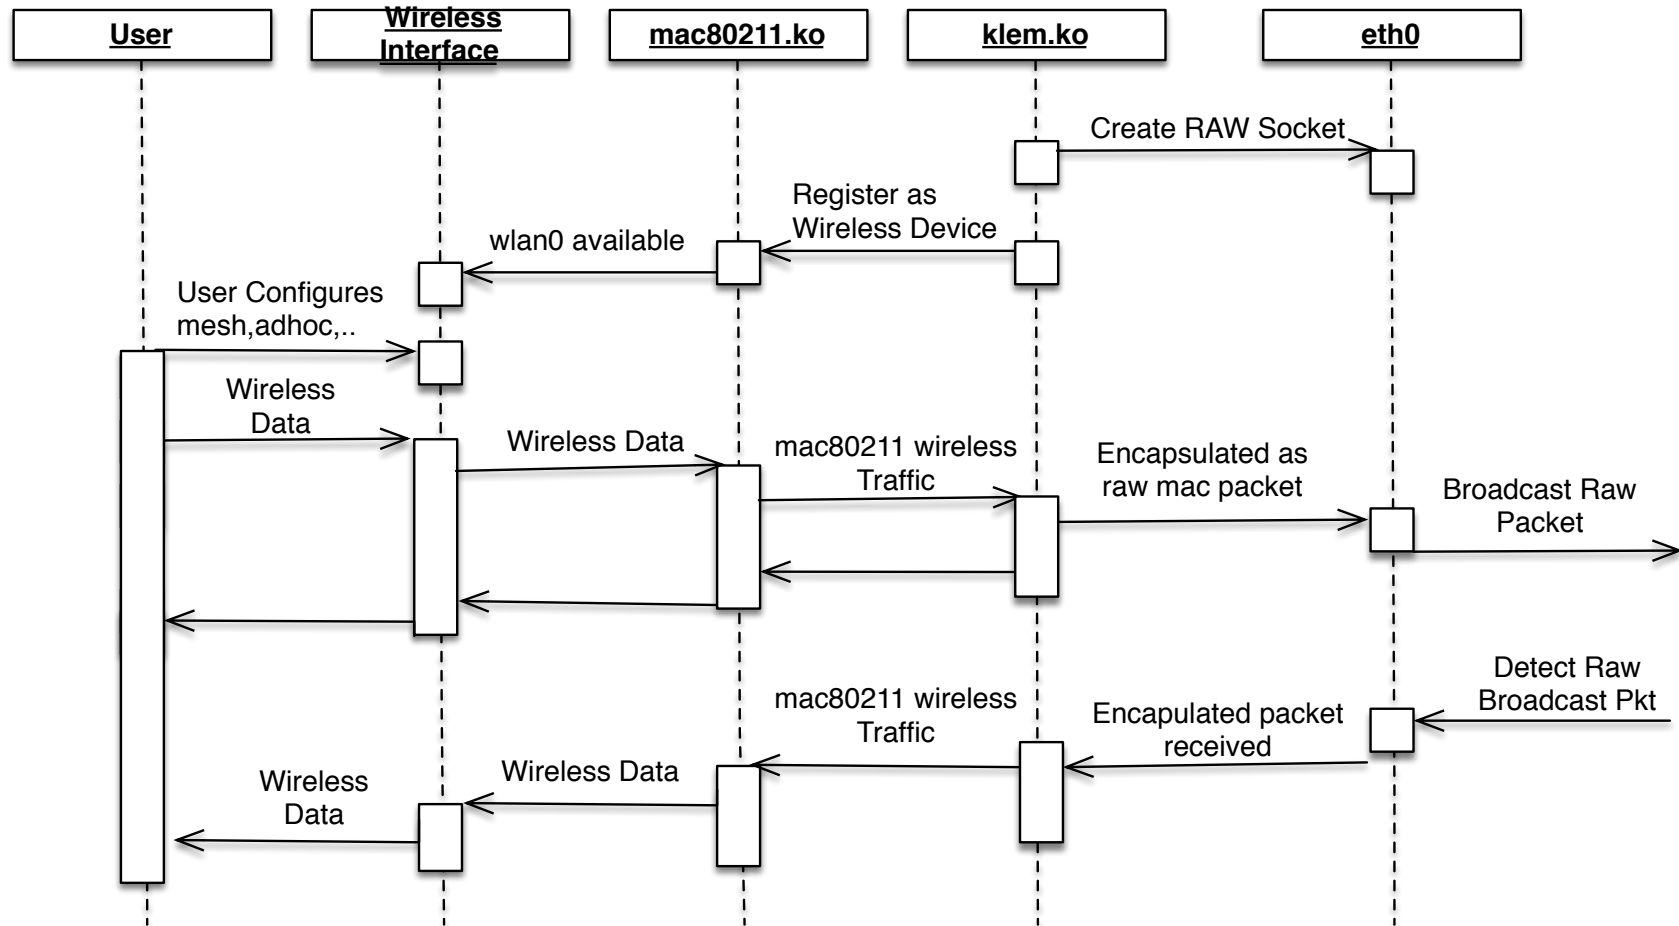 User
Wireless
Interface
mac80211.ko
klem.ko
eth0
Create RAW Socket
Register as
Wireless Device
wlan0 available
User Configures
mesh,adhoc,..
Wireless
Data
Wireless Data
mac80211 wireless
Traffic
Encapsulated as
raw mac packet
Broadcast Raw
Packet
Detect Raw
Broadcast Pkt
Encapulated packet
received
mac80211 wireless
Traffic
Wireless Data
Wireless
Data